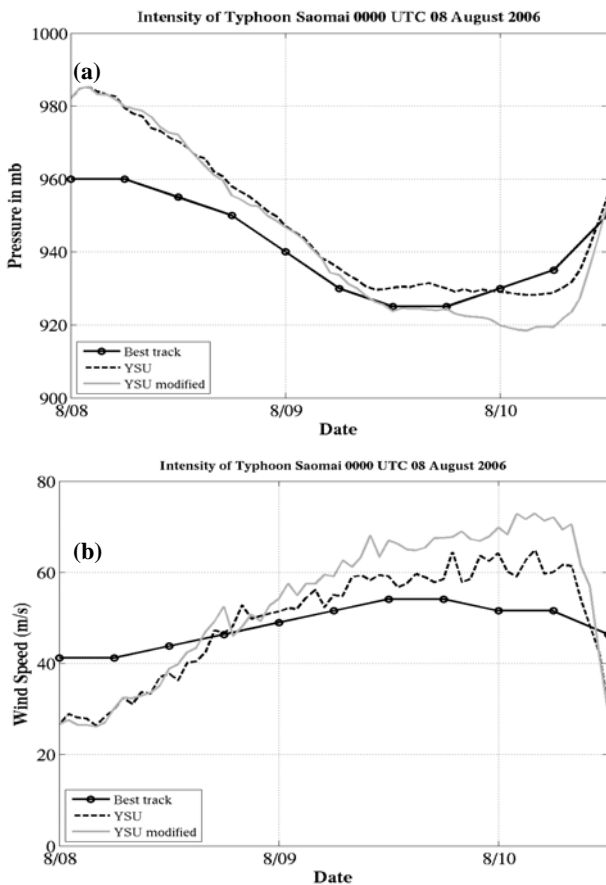 Intensity of Typhoon Saomai 0000 UTC 08 August 2006
1000
(a)
980
960
940
920
900
Pressure in mb
Best track
YSU
YSU modified
8/08 8/09 8/10
Date
Intensity of Typhoon Saomai 0000 UTC 08 August 2006
80
(b)
60
40
20
0
Wind Speed (m/s)
Best track
YSU
YSU modified
8/08 8/09 8/10
Date